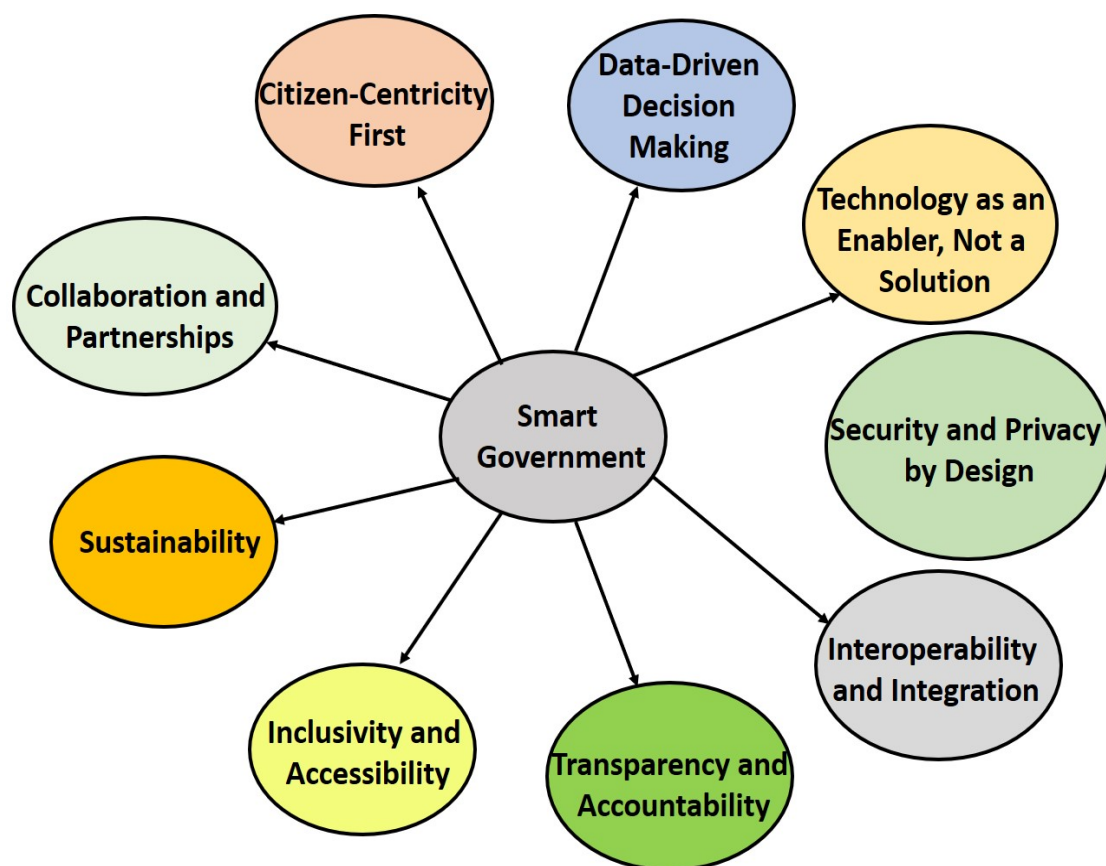 Citizen-Centricity
First
Data-Driven
Decision
Making
Technology as an
Enabler, Not a
Solution
Collaboration and
Partnerships
Smart
Government
Security and Privacy
by Design
Sustainability
Interoperability
and Integration
Inclusivity and
Accessibility
Transparency and
Accountability